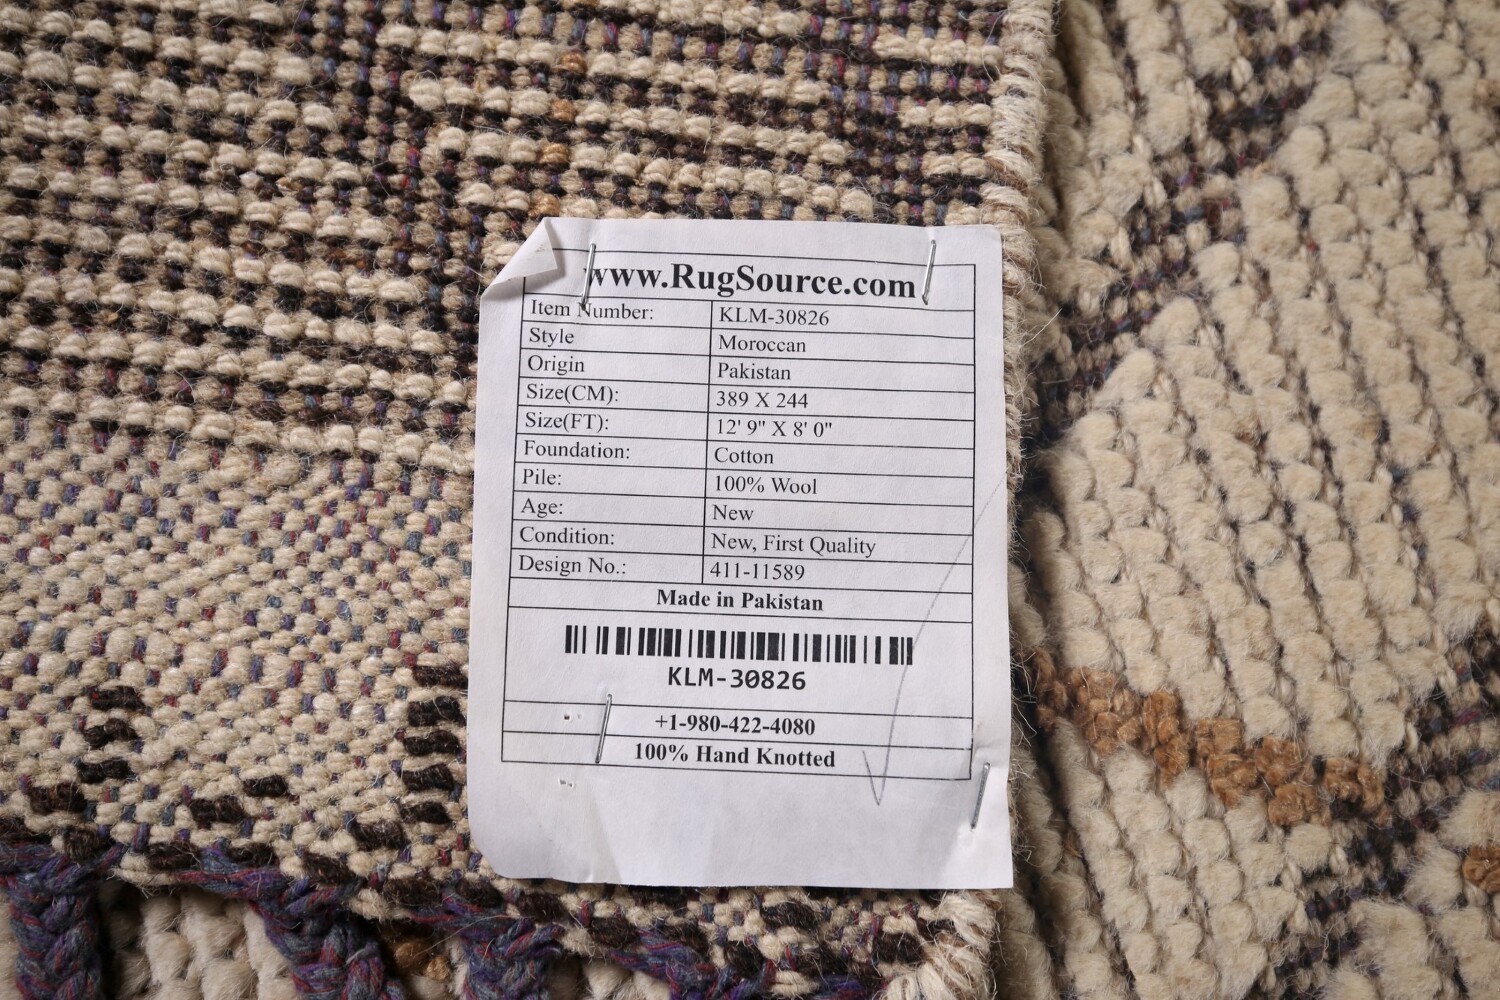 www.RugSource.com
Item Number: KLM-30826
Style Moroccan
Origin Pakistan
Size(CM): 389 X 244
Size(FT): 12' 9" X 8' 0"
Foundation: Cotton
Pile: 100% Wool
Age: New
Condition: New, First Quality
Design No.: 411-11589
Made in Pakistan
KLM-30826
+1-980-422-4080
100% Hand Knotted